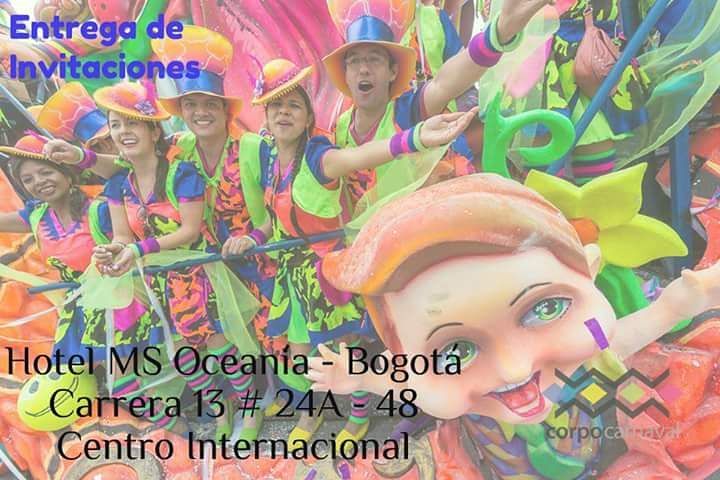 Entrega de
Invitaciones
Hotel MS Oceanía - Bogotá
Carrera 13 # 24A - 48
Centro Internacional
corpocarnaval